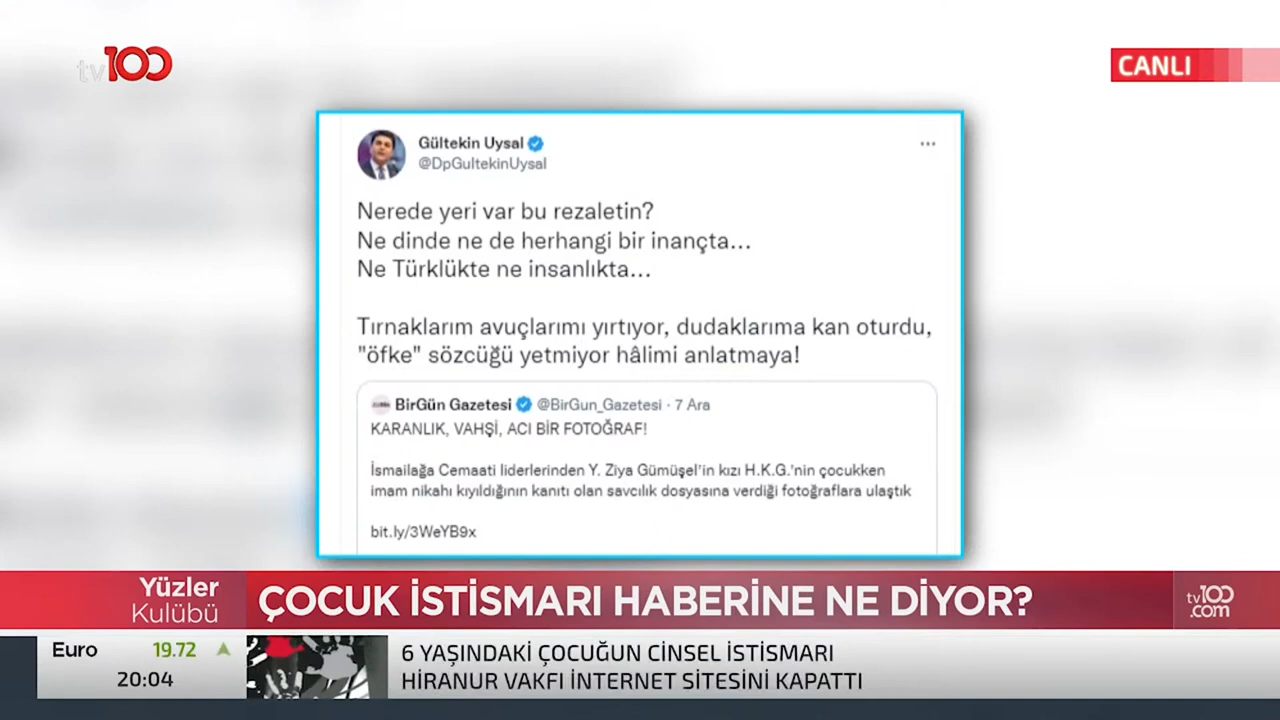 tv100
CANLI
Gültekin Uysal
@DpGultekinUysal
Nerede yeri var bu rezaletin?
Ne dinde ne de herhangi bir inançta...
Ne Türklükte ne insanlıkta...
Tırnaklarım avuçlarımı yırtıyor, dudaklarıma kan oturdu,
"öfke" sözcüğü yetmiyor hâlimi anlatmaya!
BirGün Gazetesi @BirGun_Gazetesi · 7 Ara
KARANLIK, VAHŞİ, ACI BİR FOTOĞRAF!
İsmailağa Cemaati liderlerinden Y. Ziya Gümüşel'in kızı H.K.G.'nin çocukken
imam nikahı kıyıldığının kanıtı olan savcılık dosyasına verdiği fotoğraflara ulaştık
bit.ly/3WeYB9x
Yüzler
Kulübü
ÇOCUK İSTİSMARI HABERİNE NE DİYOR?
tv100
.com
Euro 19.72
20:04
6 YAŞINDAKİ ÇOCUĞUN CİNSEL İSTİSMARI
HİRANUR VAKFI İNTERNET SİTESİNİ KAPATTI